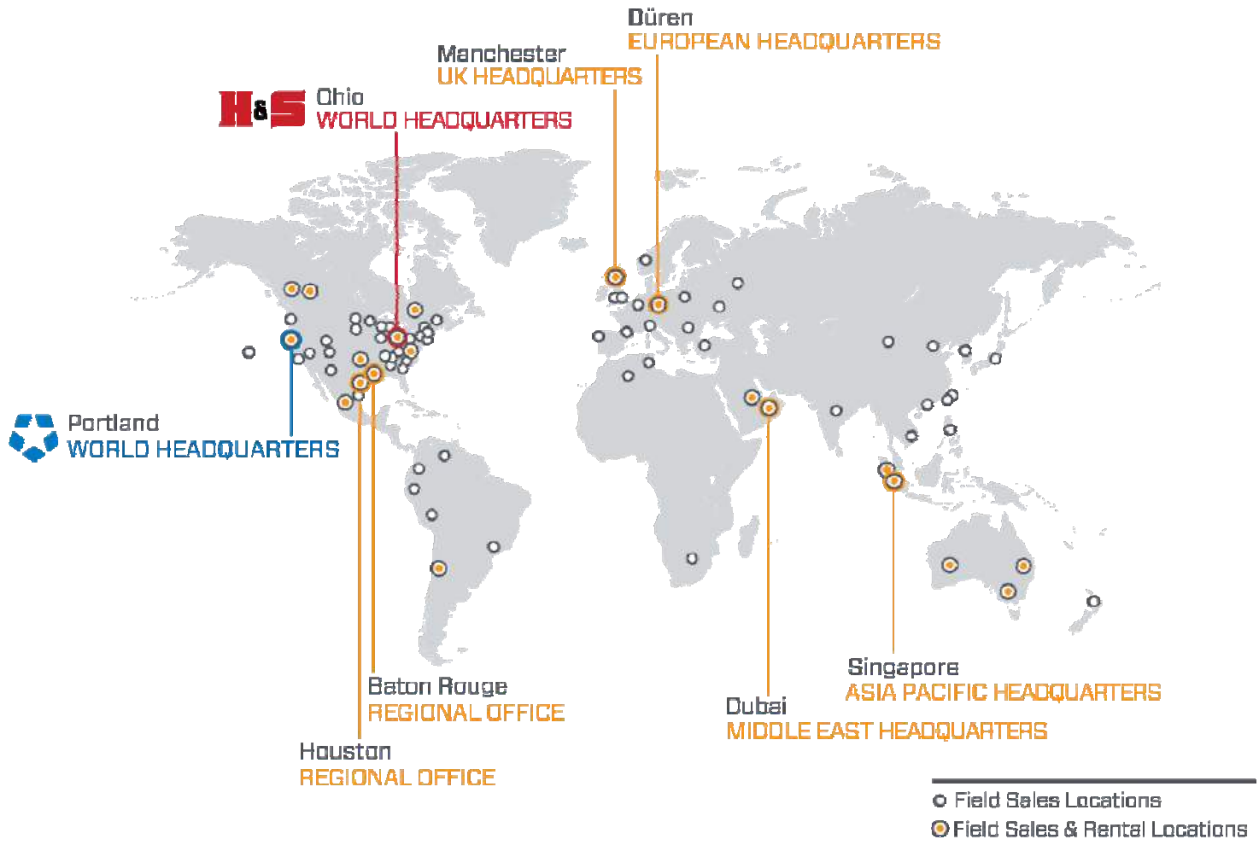 Düren
EUROPEAN HEADQUARTERS
Manchester
UK HEADQUARTERS
H&S
Ohio
WORLD HEADQUARTERS
Portland
WORLD HEADQUARTERS
Baton Rouge
REGIONAL OFFICE
Houston
REGIONAL OFFICE
Singapore
ASIA PACIFIC HEADQUARTERS
Dubai
MIDDLE EAST HEADQUARTERS
Field Sales Locations
Field Sales & Rental Locations